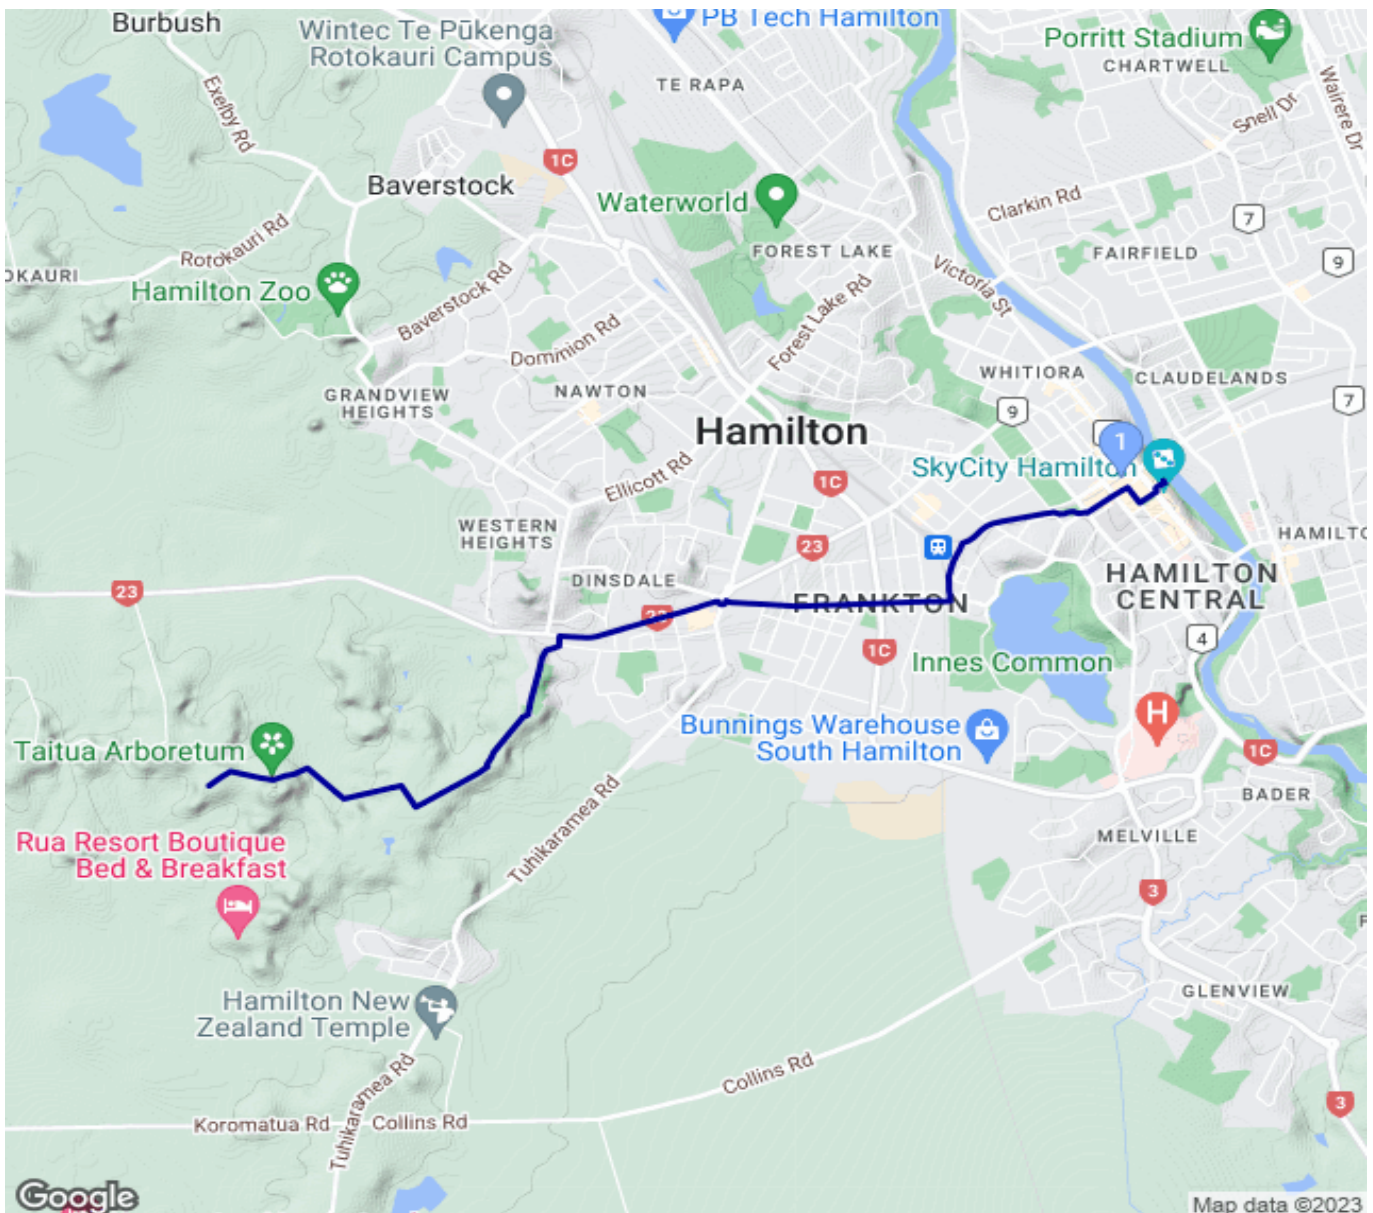 Burbush
Wintec Te Pūkenga
Rotokauri Campus
PB Tech Hamilton
Porritt Stadium
CHARTWELL
TE RAPA
Exelby Rd
Snell Dr
Wairere Dr
1C
Baverstock
Waterworld
Clarkin Rd
7
Rotokauri Rd
FOREST LAKE
FAIRFIELD
9
OKAURI
Hamilton Zoo
Baverstock Rd
Victoria St
Forest Lake Rd
Dominion Rd
WHITIORA
CLAUDELANDS
GRANDVIEW
HEIGHTS
NAWTON
9
7
Hamilton
1
SkyCity Hamilton
Ellicott Rd
1C
WESTERN
HEIGHTS
23
HAMILTO
DINSDALE
HAMILTON
CENTRAL
23
FRANKTON
23
1C
4
Innes Common
H
Bunnings Warehouse
South Hamilton
Taitua Arboretum
1C
BADER
Tuhikaramea Rd
MELVILLE
Rua Resort Boutique
Bed & Breakfast
3
GLENVIEW
Hamilton New
Zealand Temple
Collins Rd
Tuhikaramea Rd
Koromatua Rd
Collins Rd
3
Google
Map data ©2023